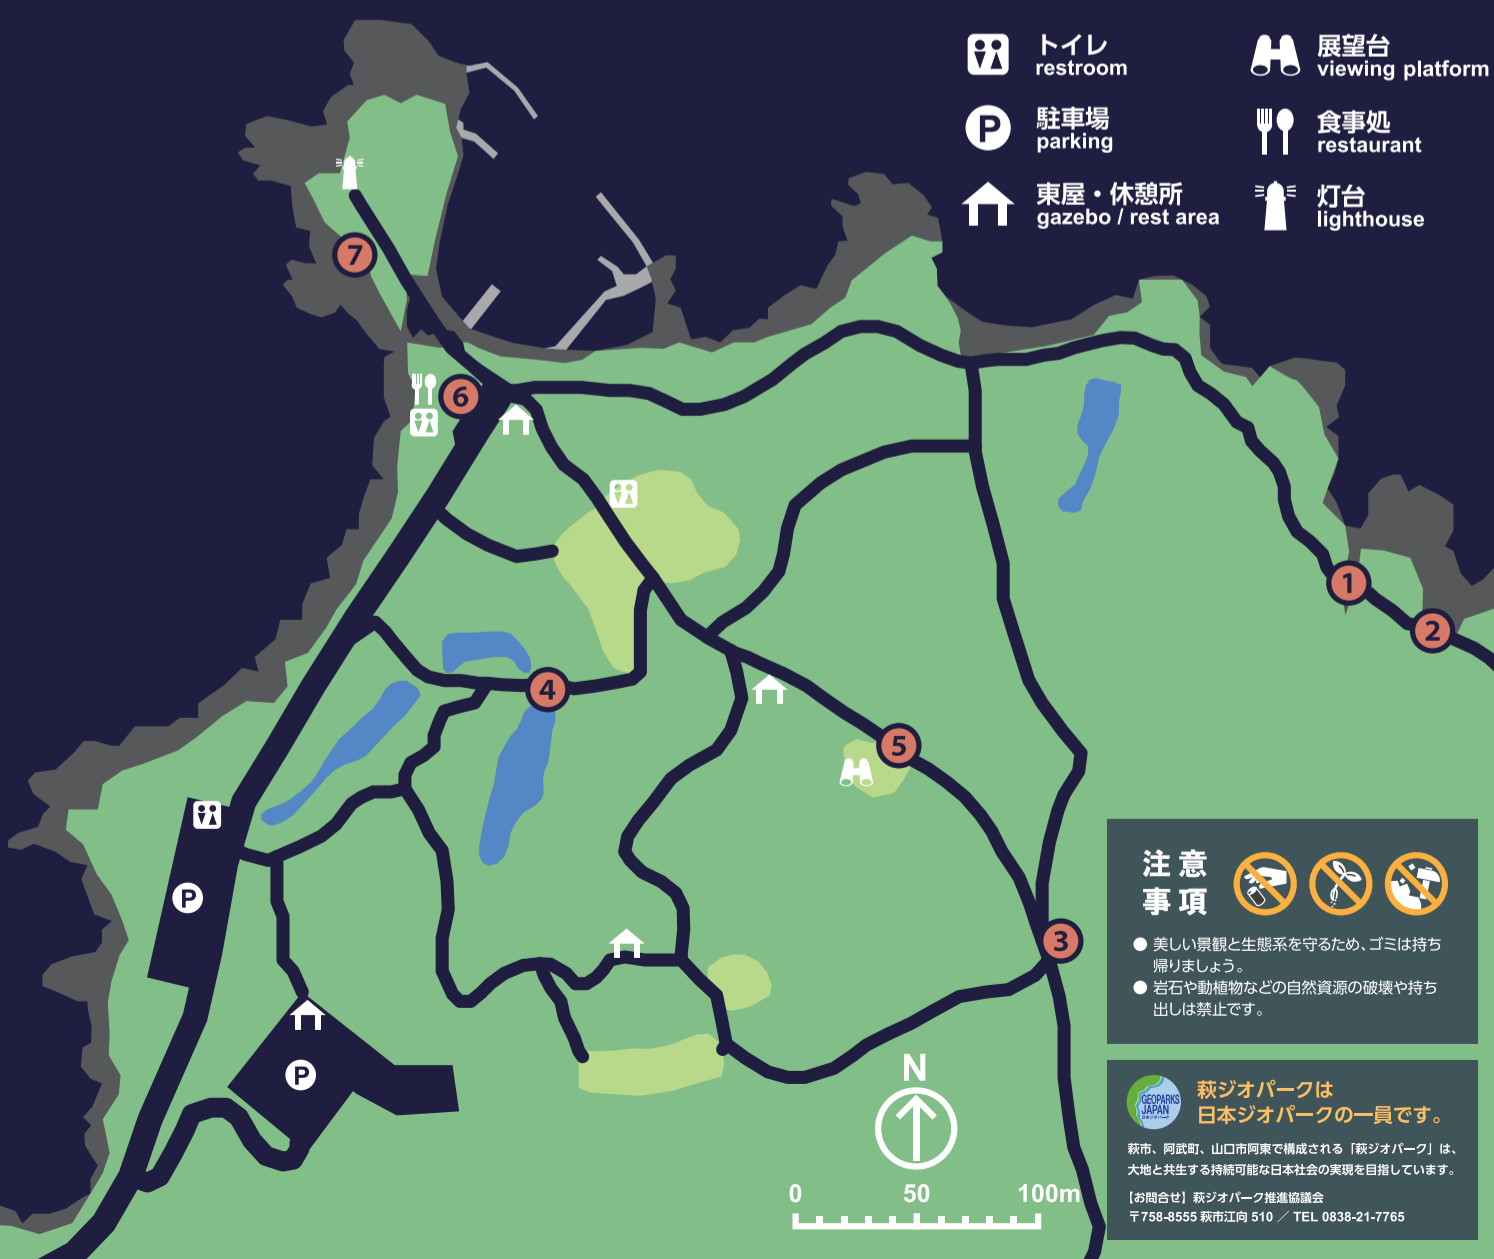 トイレ
restroom
展望台
viewing platform
駐車場
parking
食事処
restaurant
東屋・休憩所
gazebo / rest area
灯台
lighthouse
7
6
1
2
4
5
3
P
P
N
0 50 100m
注意
事項
● 美しい景観と生態系を守るため、ゴミは持ち
帰りましょう。
● 岩石や動植物などの自然資源の破壊や持ち
出しは禁止です。
GEOPARKS
JAPAN
日本ジオパーク
萩ジオパークは
日本ジオパークの一員です。
萩市、阿武町、山口市阿東で構成される「萩ジオパーク」は、
大地と共生する持続可能な日本社会の実現を目指しています。
【お問合せ】萩ジオパーク推進協議会
〒758-8555 萩市江向 510 ／ TEL 0838-21-7765